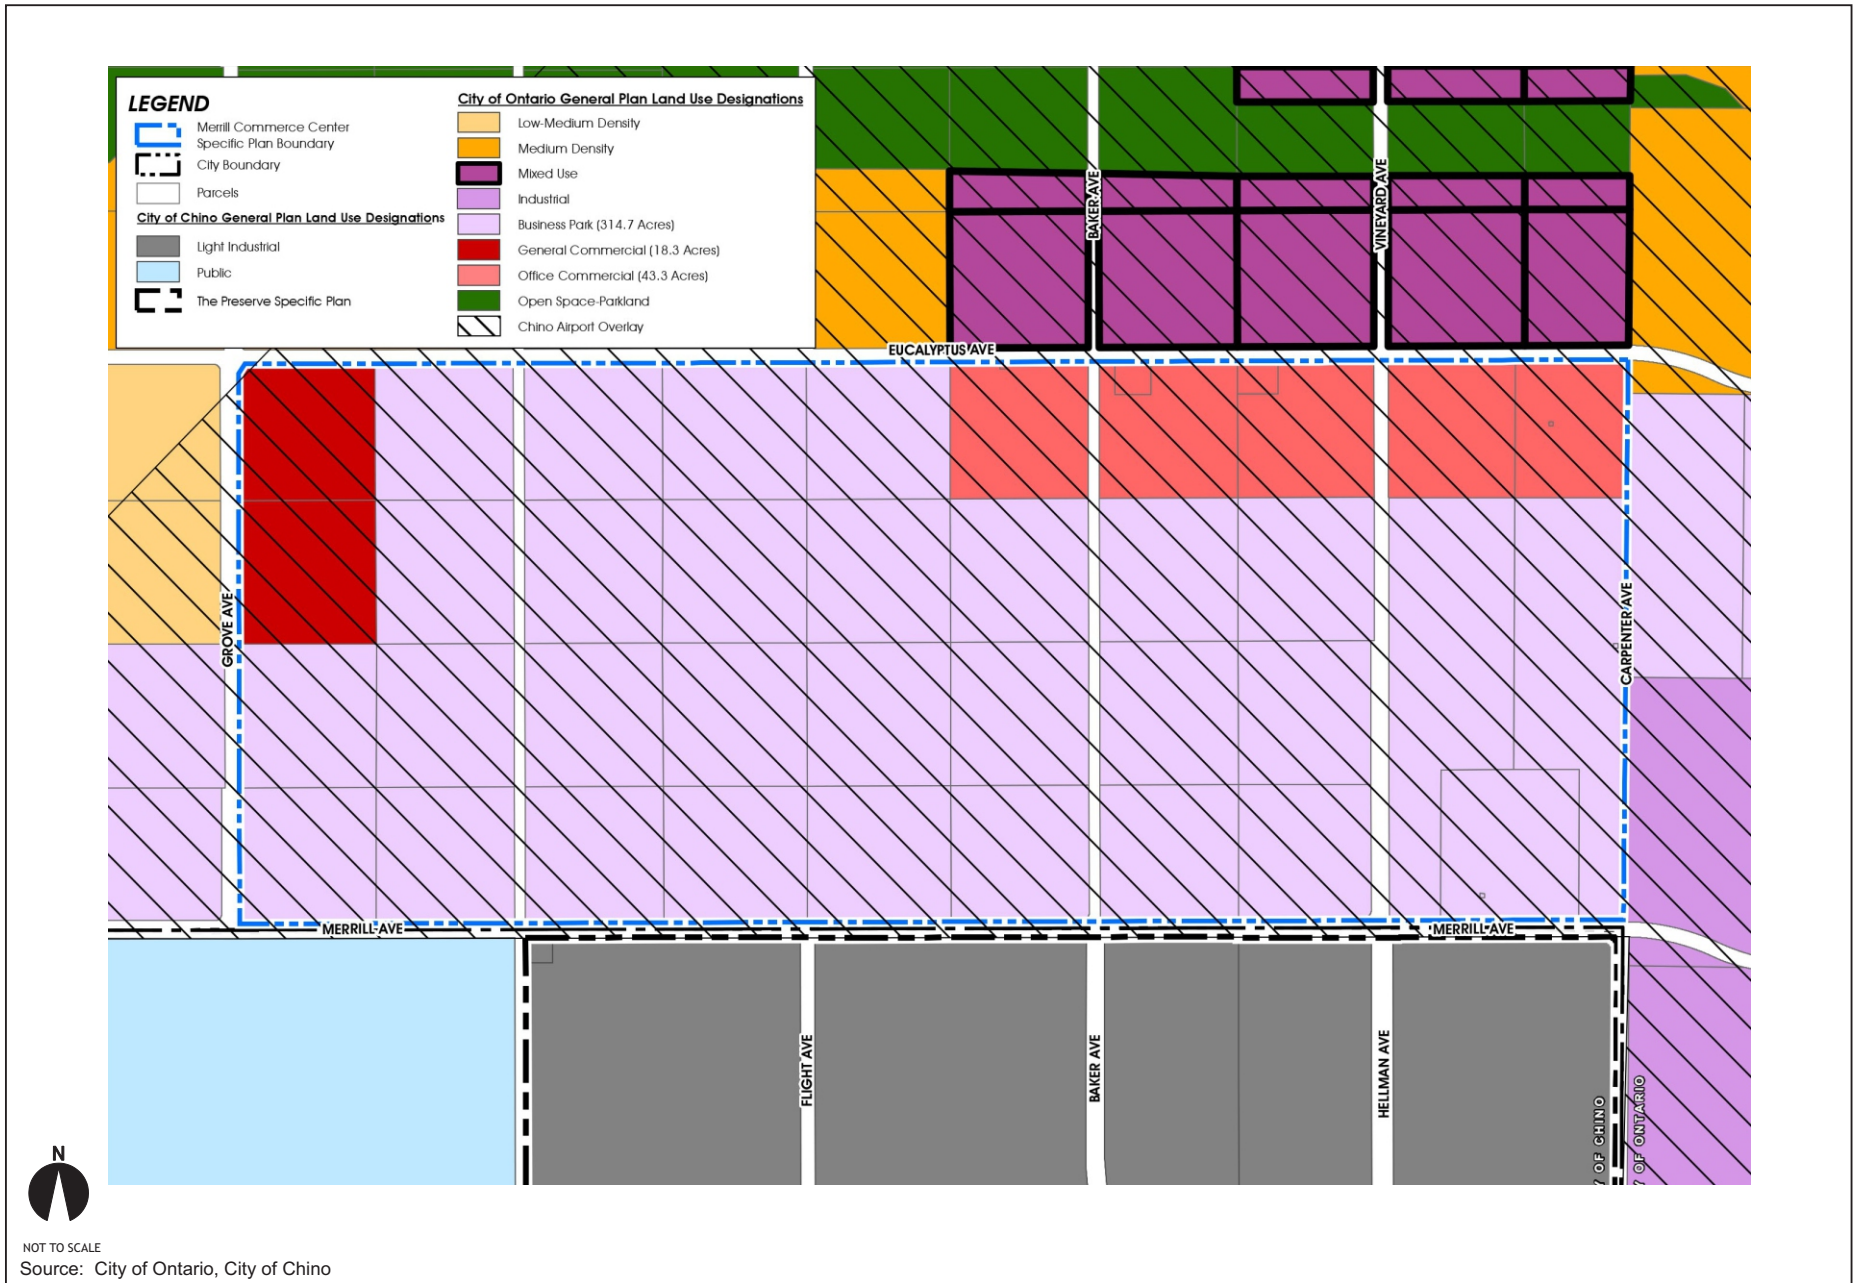 LEGEND
Merrill Commerce Center
Specific Plan Boundary
City Boundary
Parcels
City of Chino General Plan Land Use Designations
Light Industrial
Public
The Preserve Specific Plan
City of Ontario General Plan Land Use Designations
Low-Medium Density
Medium Density
Mixed Use
Industrial
Business Park (314.7 Acres)
General Commercial (18.3 Acres)
Office Commercial (43.3 Acres)
Open Space-Parkland
Chino Airport Overlay
BAKER AVE
VINEYARD AVE
EUCALYPTUS AVE
GROVE AVE
CARPENTER AVE
MERRILL AVE
MERRILL AVE
FLIGHT AVE
BAKER AVE
HELLMAN AVE
Y OF CHINO
Y OF ONTARIO
N
NOT TO SCALE
Source: City of Ontario, City of Chino